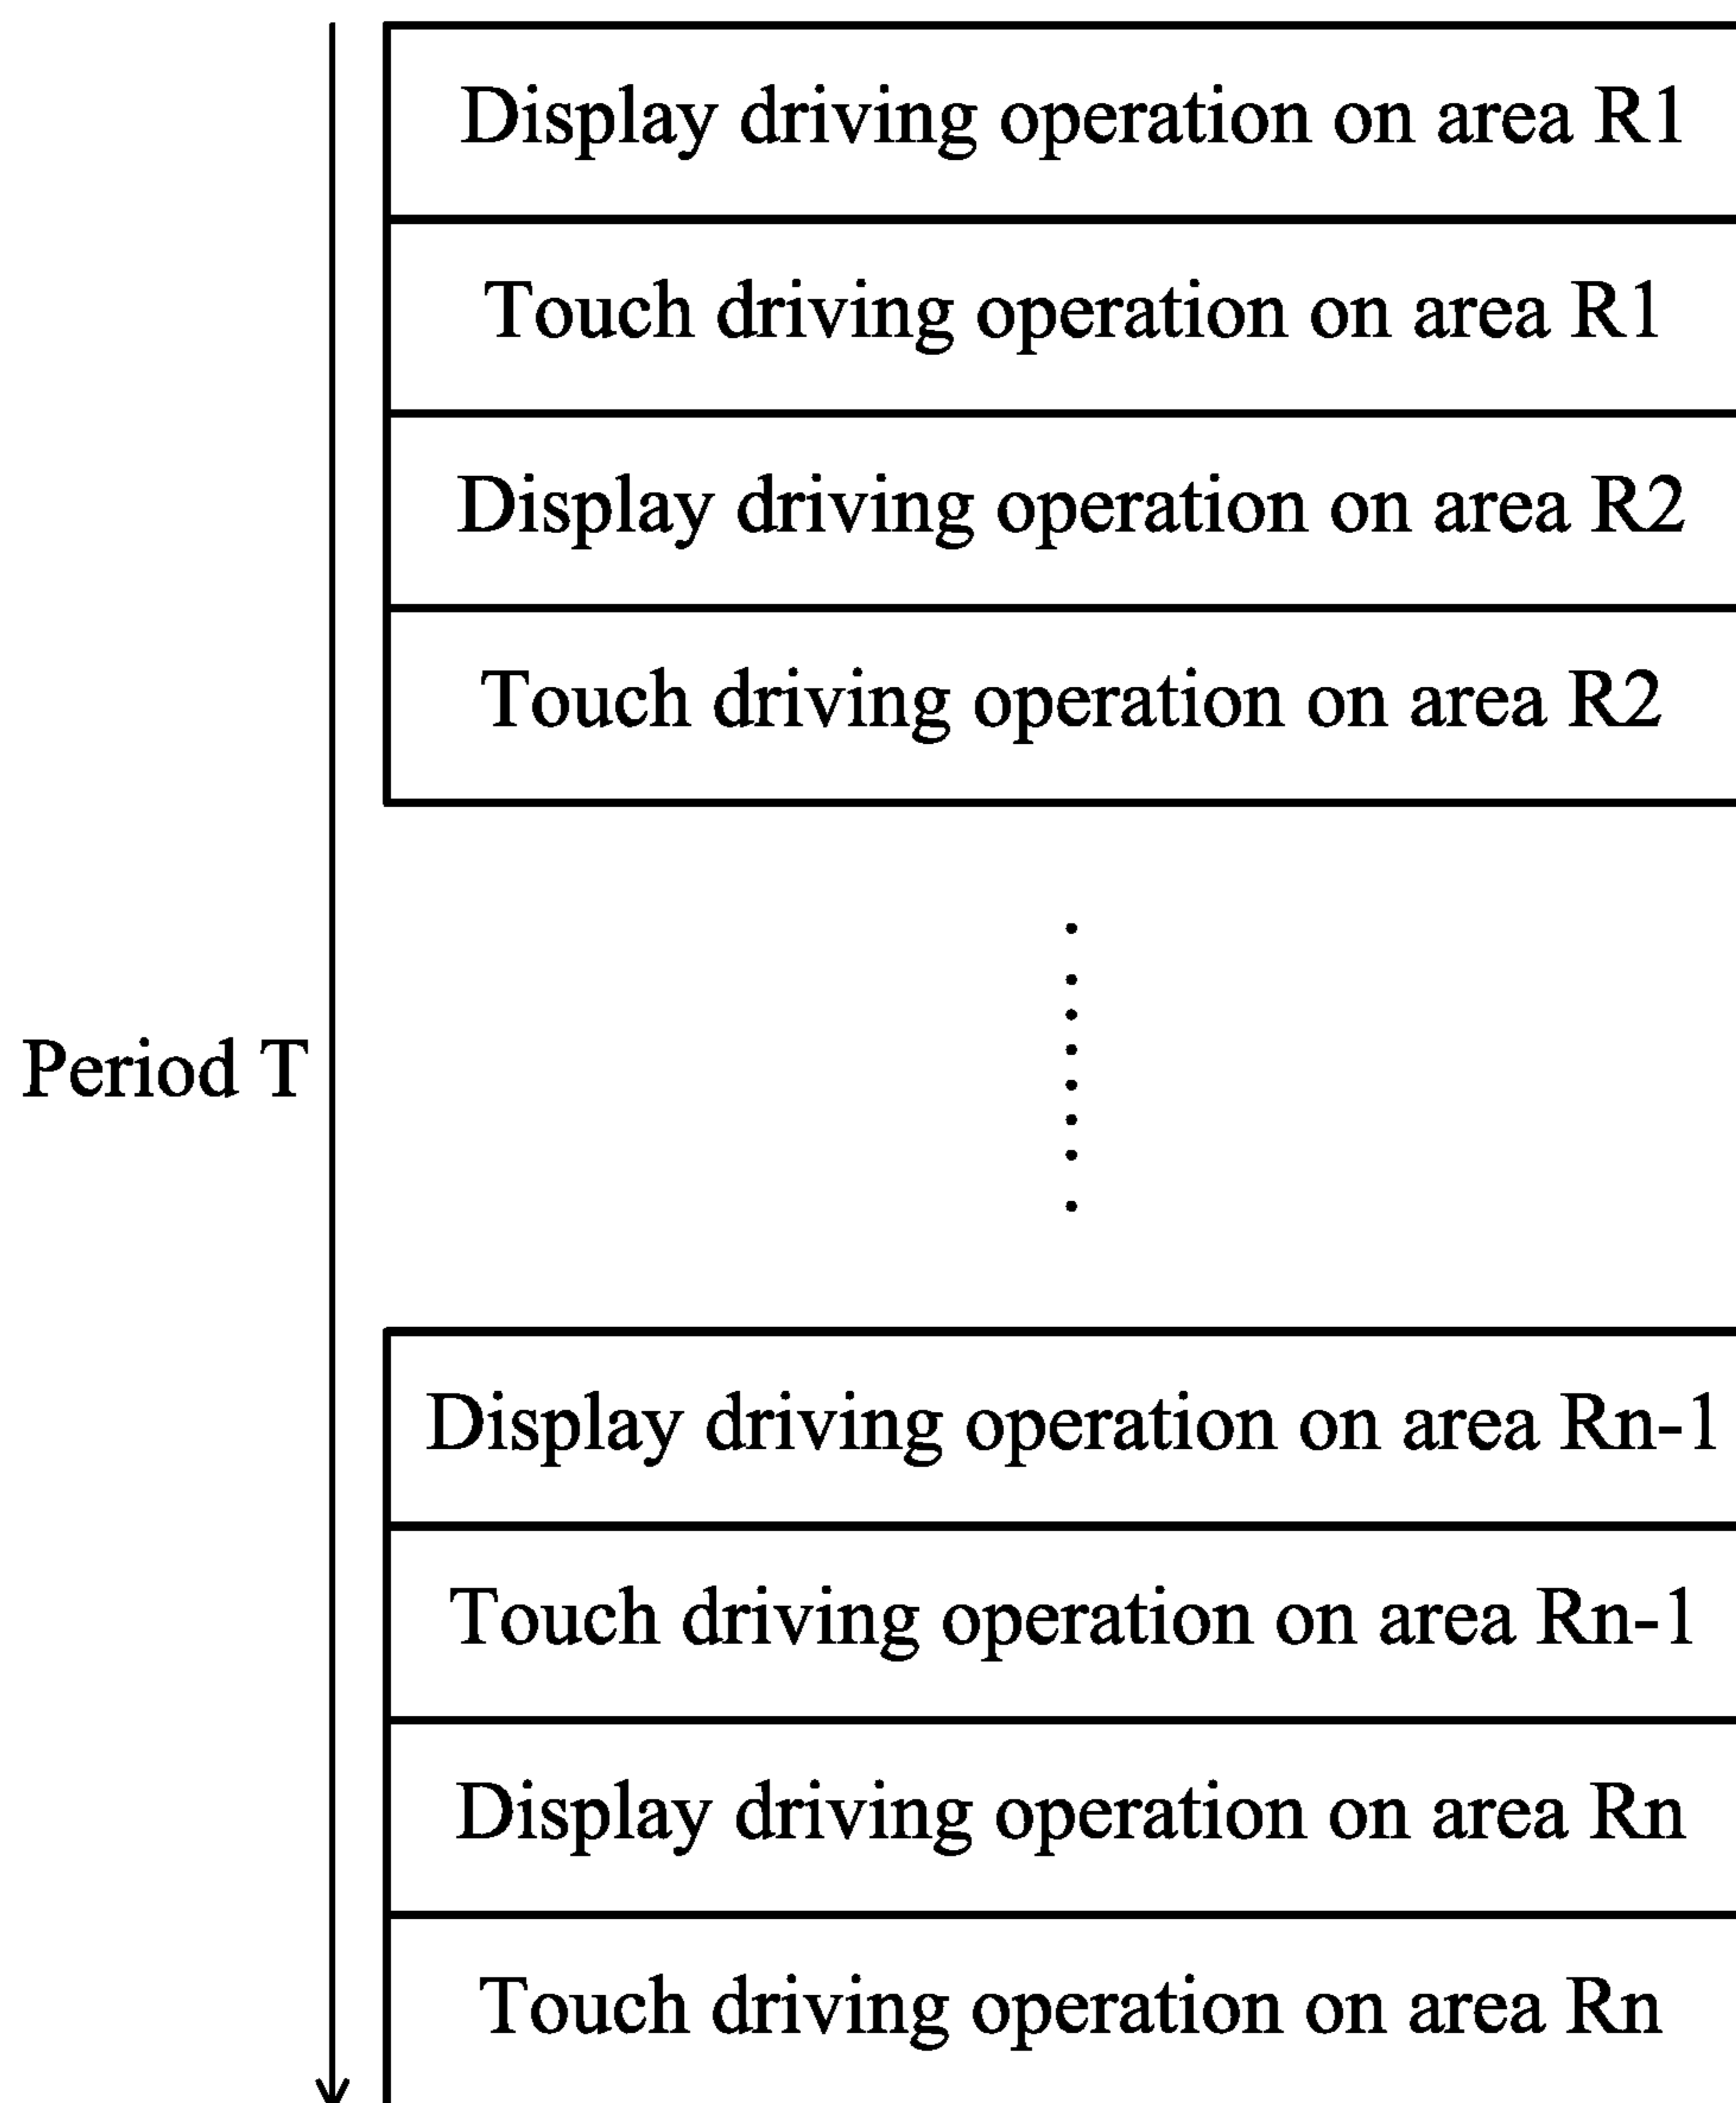 Display driving operation on area R1
Touch driving operation on area R1
Display driving operation on area R2
Touch driving operation on area R2
Period T
Display driving operation on area Rn-1
Touch driving operation on area Rn-1
Display driving operation on area Rn
Touch driving operation on area Rn